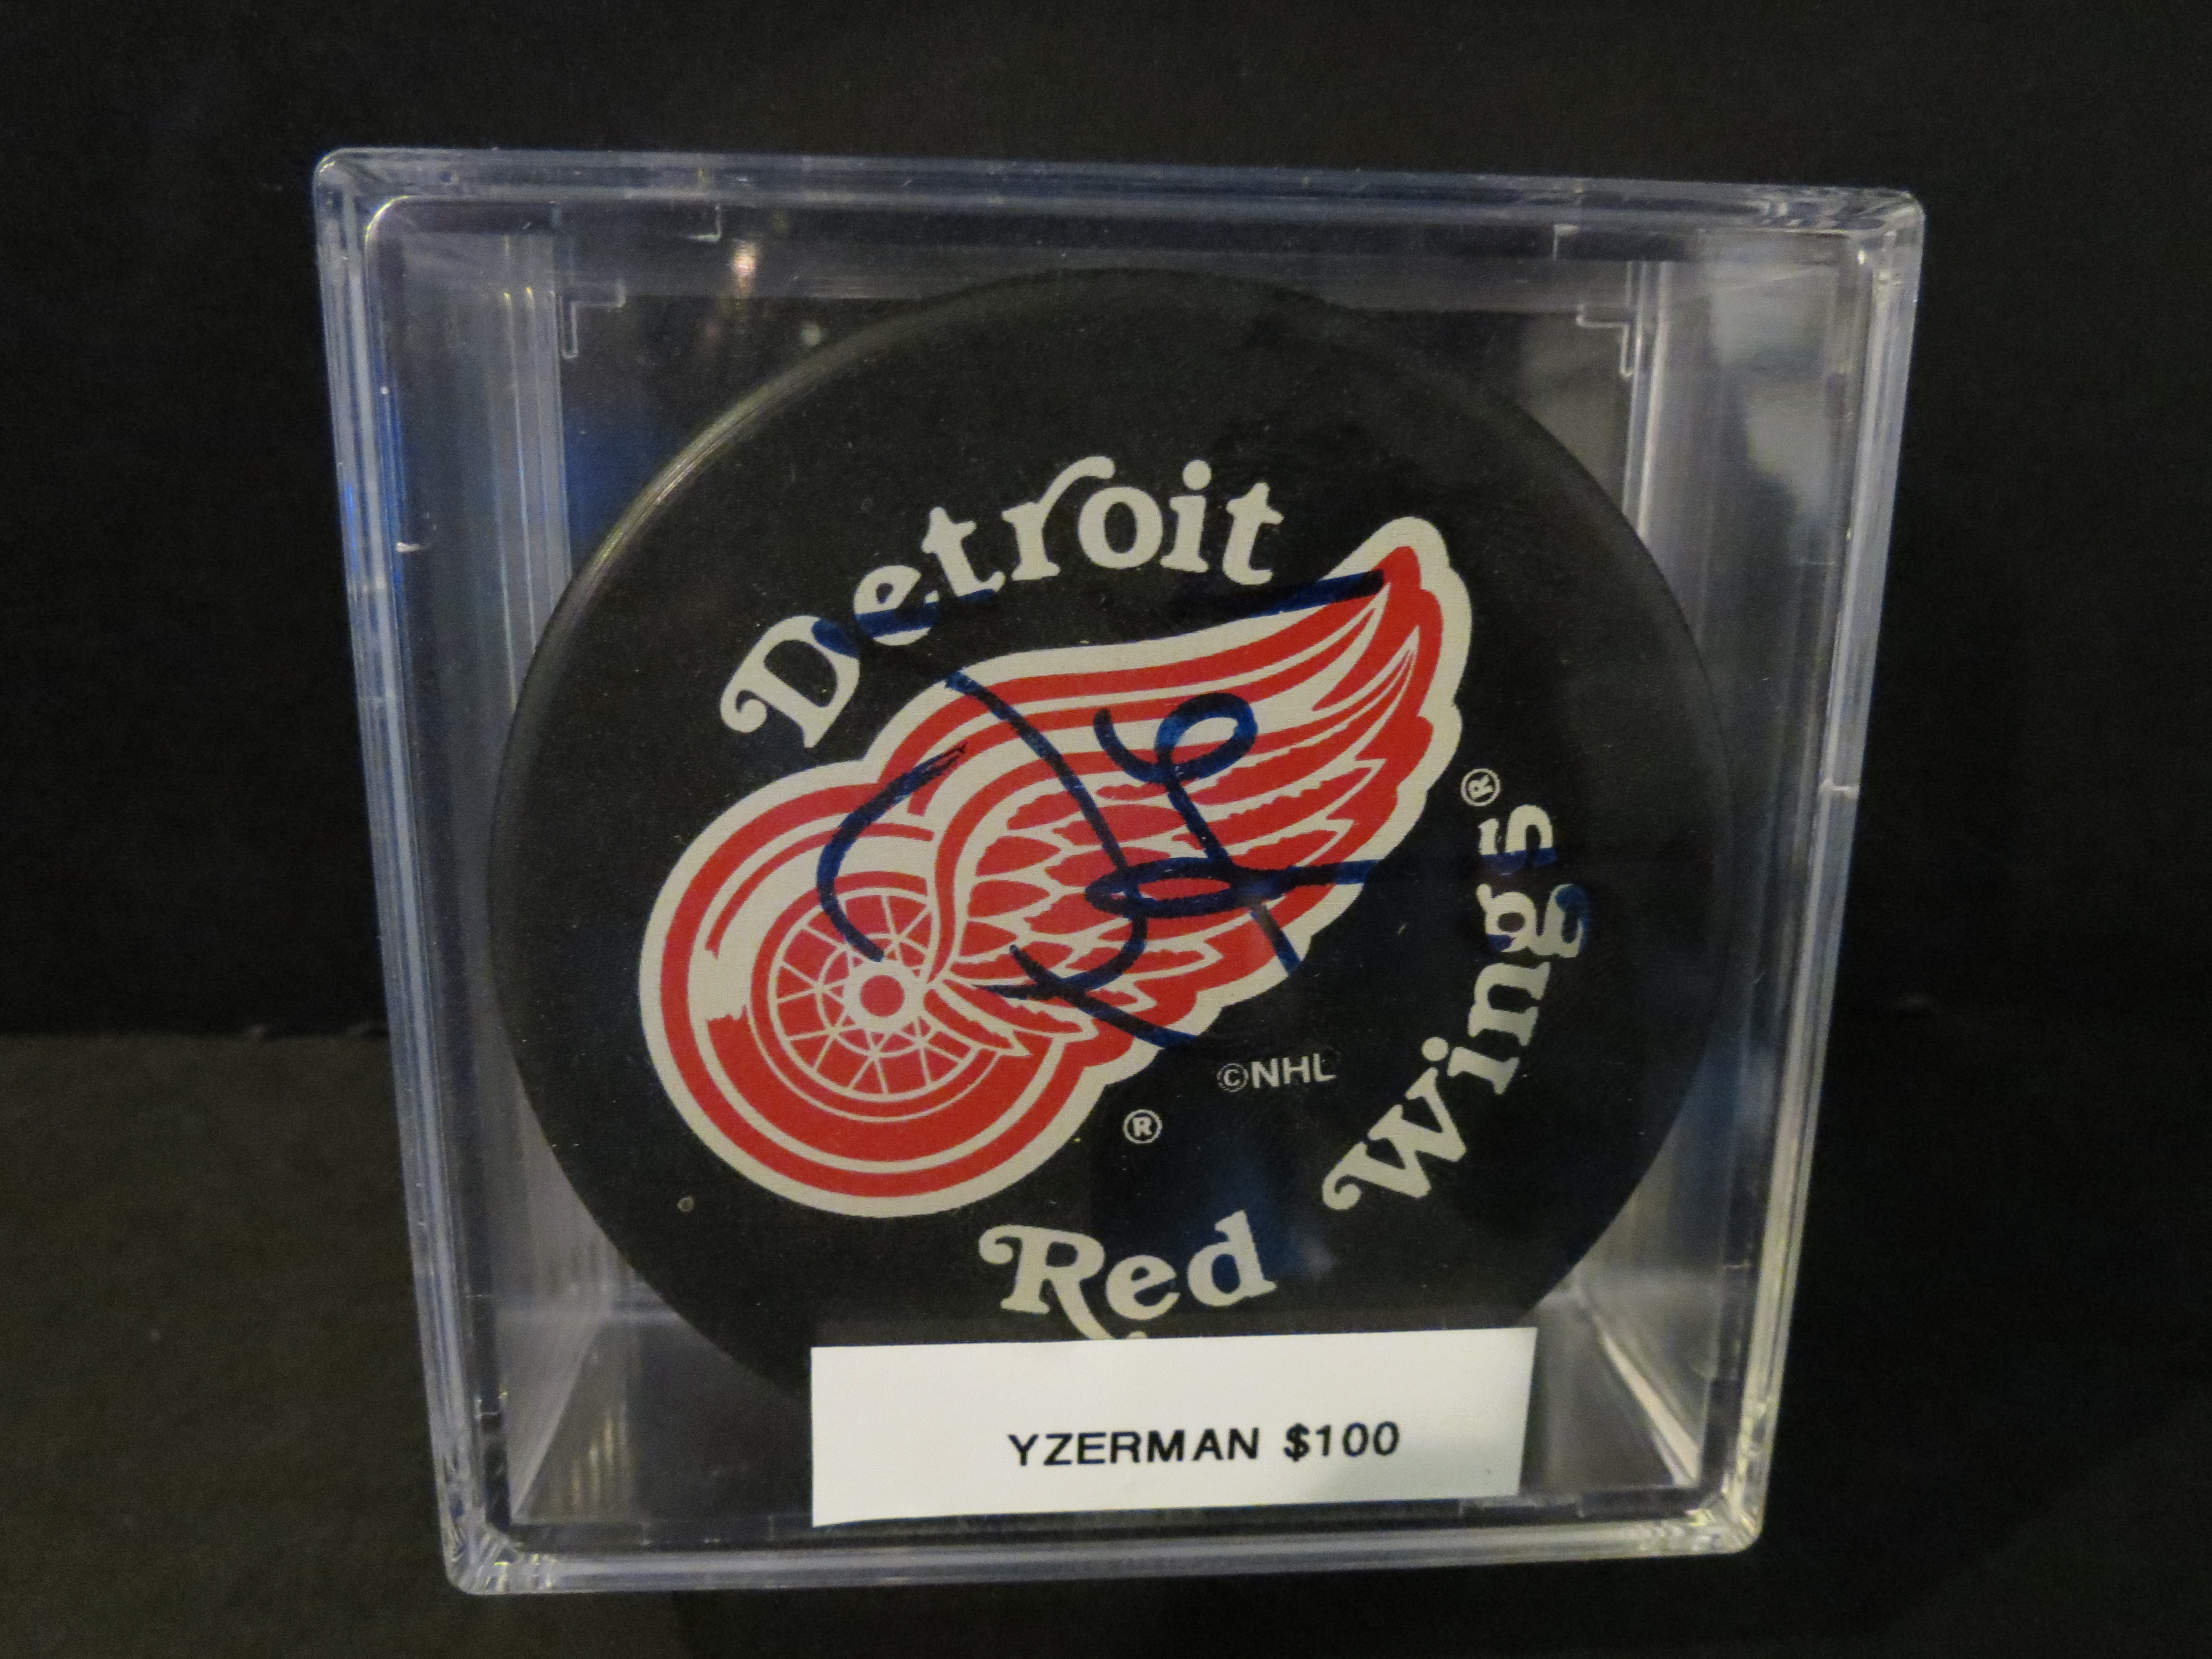 Detroit
Red Wings®
©NHL
®
YZERMAN $100